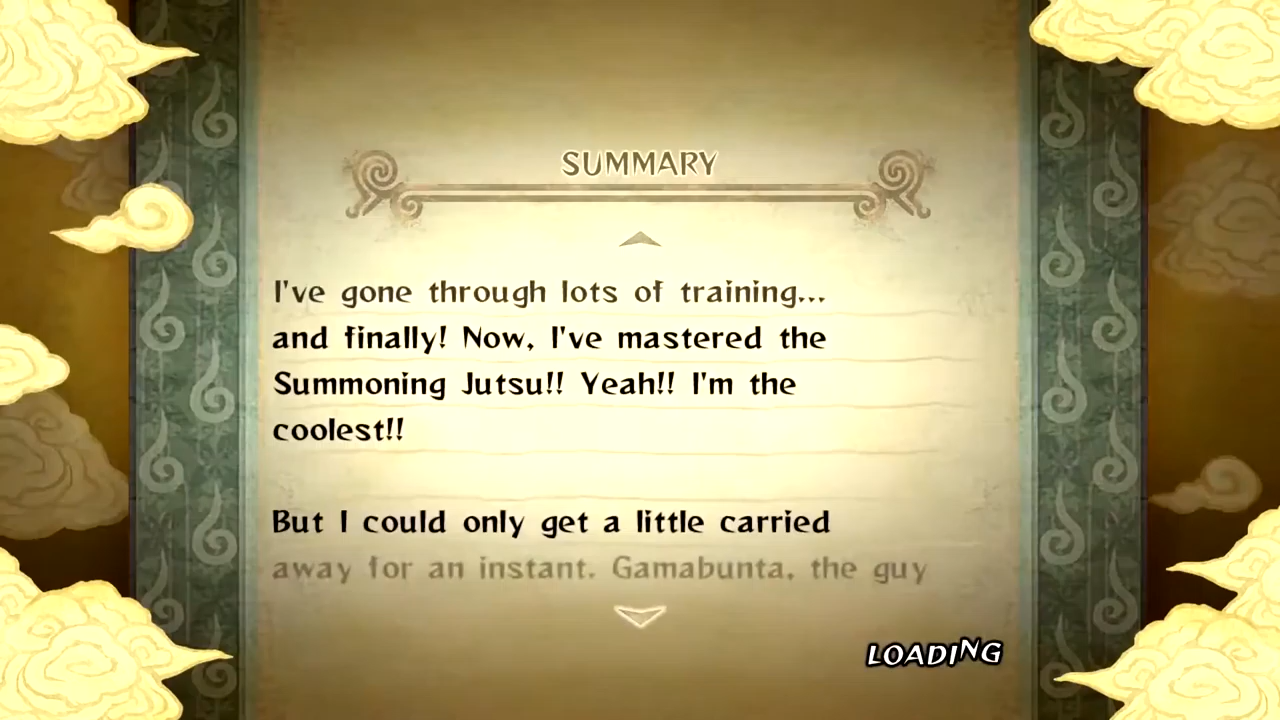 SUMMARY
I've gone through lots of training...
and finally! Now, I've mastered the
Summoning Jutsu!! Yeah!! I'm the
coolest!!
But I could only get a little carried
away for an instant. Gamabunta, the guy
LOADING